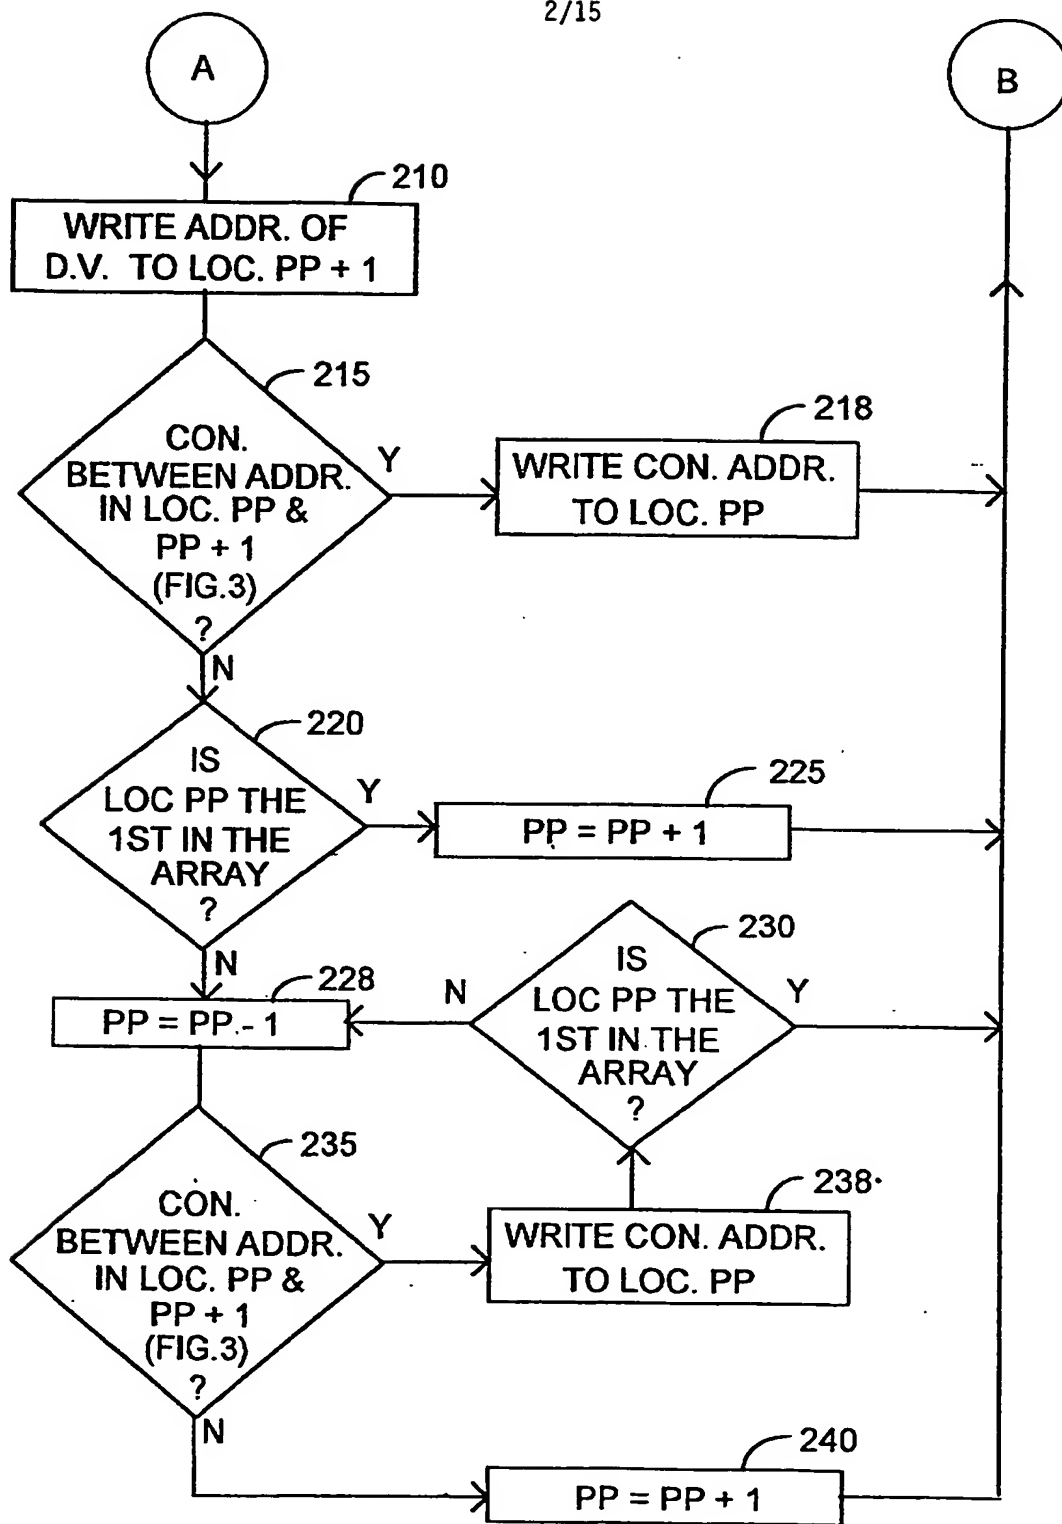 2/15
A
B
210
WRITE ADDR. OF
D.V. TO LOC. PP + 1
215
CON.
BETWEEN ADDR.
IN LOC. PP &
PP + 1
(FIG.3)
?
Y
N
218
WRITE CON. ADDR.
TO LOC. PP
220
IS
LOC PP THE
1ST IN THE
ARRAY
?
Y
N
225
PP = PP + 1
228
PP = PP - 1
230
IS
LOC PP THE
1ST IN THE
ARRAY
?
N
Y
235
CON.
BETWEEN ADDR.
IN LOC. PP &
PP + 1
(FIG.3)
?
Y
N
238
WRITE CON. ADDR.
TO LOC. PP
240
PP = PP + 1